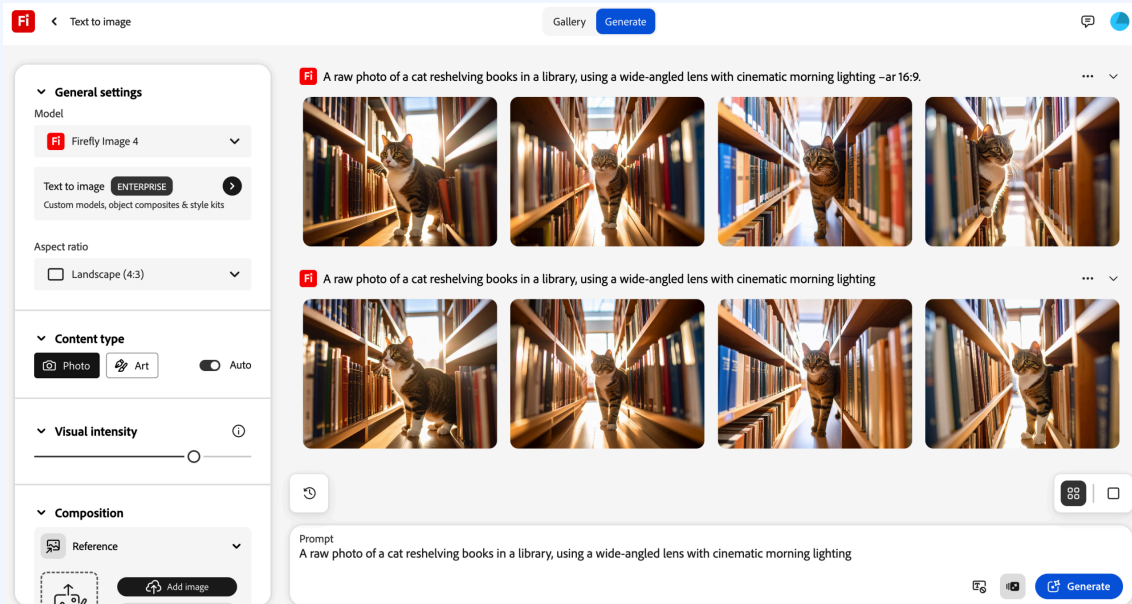 Fi
Text to image
Gallery
Generate
General settings
Model
Fi
Firefly Image 4
Text to image
ENTERPRISE
Custom models, object composites & style kits
Aspect ratio
Landscape (4:3)
Content type
Photo
Art
Auto
Visual intensity
Composition
Reference
Add image
Fi
A raw photo of a cat reshelving books in a library, using a wide-angled lens with cinematic morning lighting –ar 16:9.
Fi
A raw photo of a cat reshelving books in a library, using a wide-angled lens with cinematic morning lighting
Prompt
A raw photo of a cat reshelving books in a library, using a wide-angled lens with cinematic morning lighting
Generate